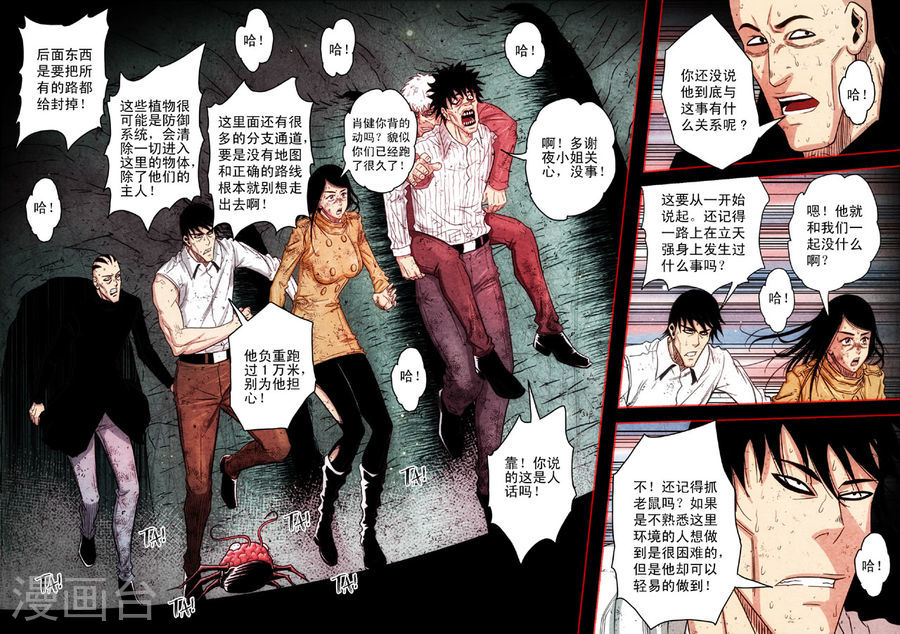 后面东西
是要把所
有的路都
给封掉！
哈！
这些植物很
可能是防御
系统，会清
除一切进入
这里的物体，
除了他们的
主人！
哈！
这里面还有很
多的分支通道，
要是没有地图
和正确的路线
根本就别想走
出去啊！
哈！
肖健你背的
动吗？貌似
你们已经跑
了很久了！
哈！
啊！多谢
夜小姐关
心，没事！
哈！
他负重跑
过1万米，
别为他担
心！
哈！
靠！你说
的这是人
话吗！
TA!
TA!
TA!
TA!
TA!
TA!
TA!
你还没说
他到底与
这事有什
么关系呢？
哈！
这要从一开始
说起。还记得
一路上在立天
强身上发生过
什么事吗？
哈！
嗯！他就
和我们一
起没什么
啊？
不！还记得抓
老鼠吗？如果
是不熟悉这里
环境的人想做
到是很困难的，
但是他却可以
轻易的做到！
哈！
漫画台